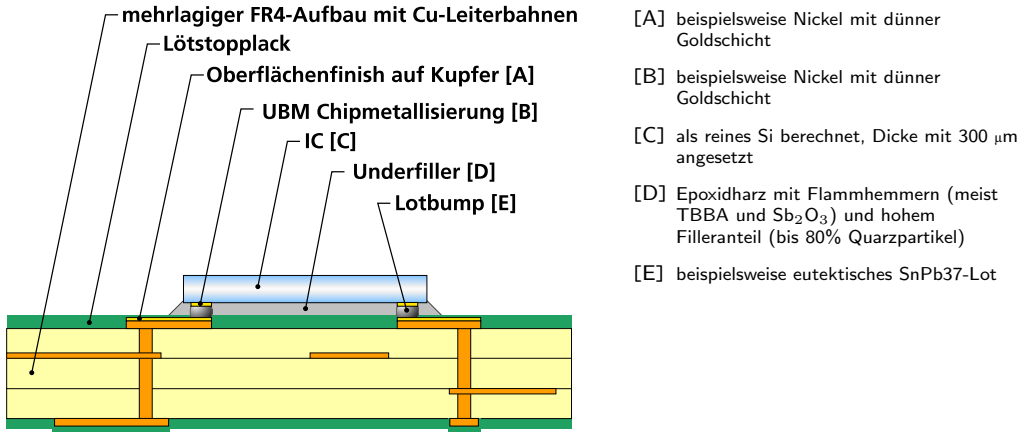 mehrlagiger FR4-Aufbau mit Cu-Leiterbahnen
Lötstopplack
Oberflächenfinish auf Kupfer [A]
UBM Chipmetallisierung [B]
IC [C]
Underfiller [D]
Lotbump [E]
[A] beispielsweise Nickel mit dünner
Goldschicht
[B] beispielsweise Nickel mit dünner
Goldschicht
[C] als reines Si berechnet, Dicke mit 300 μm
angesetzt
[D] Epoxidharz mit Flammhemmern (meist
TBBA und Sb₂O₃) und hohem
Filleranteil (bis 80% Quarzpartikel)
[E] beispielsweise eutektisches SnPb37-Lot